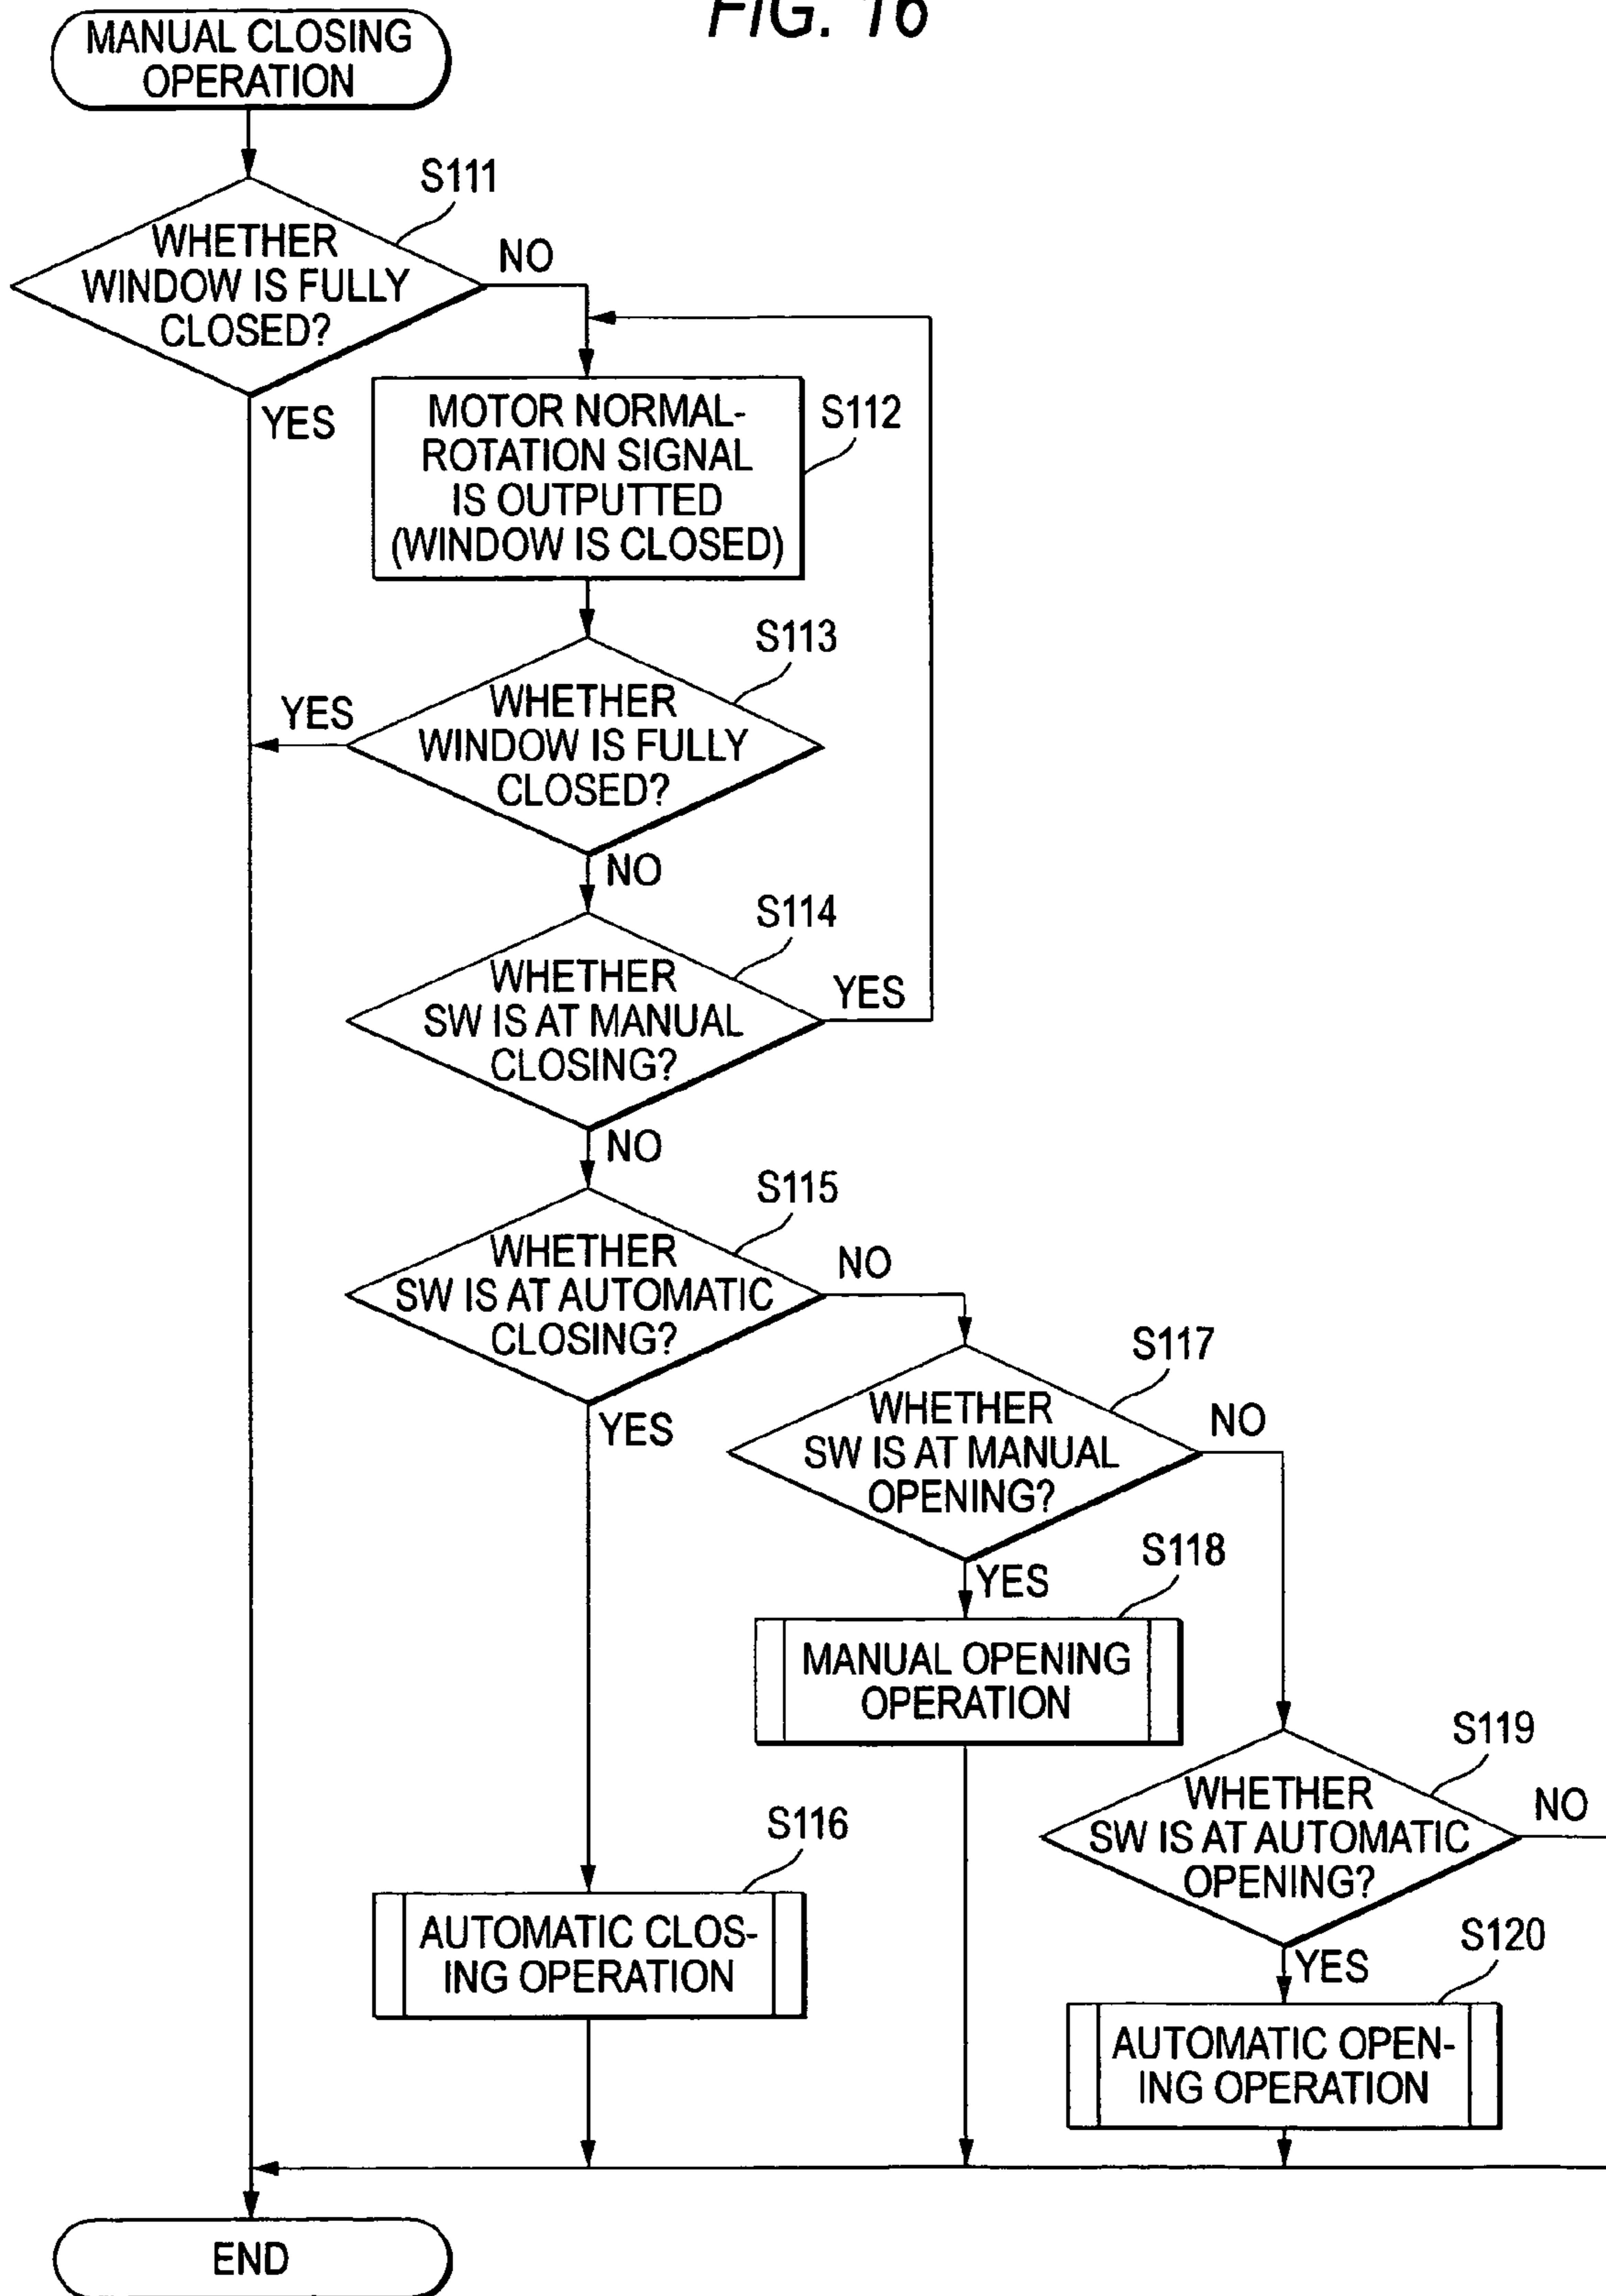 FIG. 16
MANUAL CLOSING
OPERATION
S111
WHETHER
WINDOW IS FULLY
CLOSED?
NO
YES
MOTOR NORMAL-
ROTATION SIGNAL
IS OUTPUTTED
(WINDOW IS CLOSED)
S112
S113
WHETHER
WINDOW IS FULLY
CLOSED?
YES
NO
S114
WHETHER
SW IS AT MANUAL
CLOSING?
YES
NO
S115
WHETHER
SW IS AT AUTOMATIC
CLOSING?
NO
YES
S117
WHETHER
SW IS AT MANUAL
OPENING?
NO
YES
S118
MANUAL OPENING
OPERATION
S119
WHETHER
SW IS AT AUTOMATIC
OPENING?
NO
YES
S116
AUTOMATIC CLOS-
ING OPERATION
S120
AUTOMATIC OPEN-
ING OPERATION
END